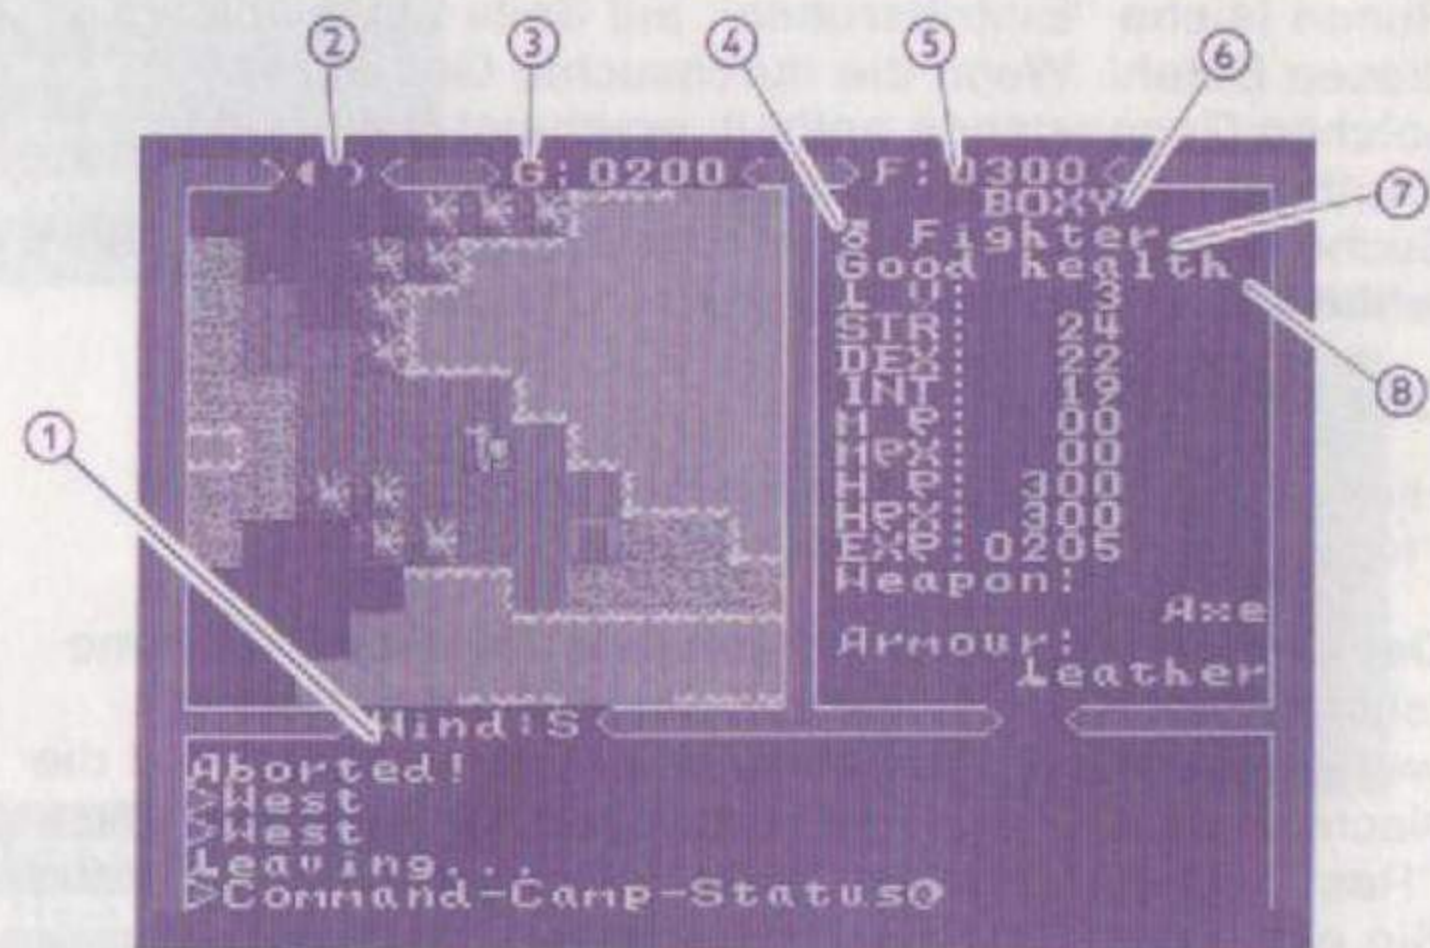 ② ③ ④ ⑤ ⑥
⑦
⑧
①
G:0200
F:0300
BOXY
Fighter
Good health
LV: 3
STR: 24
DEX: 22
INT: 19
MP: 00
MPX: 00
HP: 300
HPX: 300
EXP:0205
Weapon:
Axe
Armour:
Leather
Wind:S
Aborted!
▷West
▷West
Leaving...
▷Command-Camp-Status